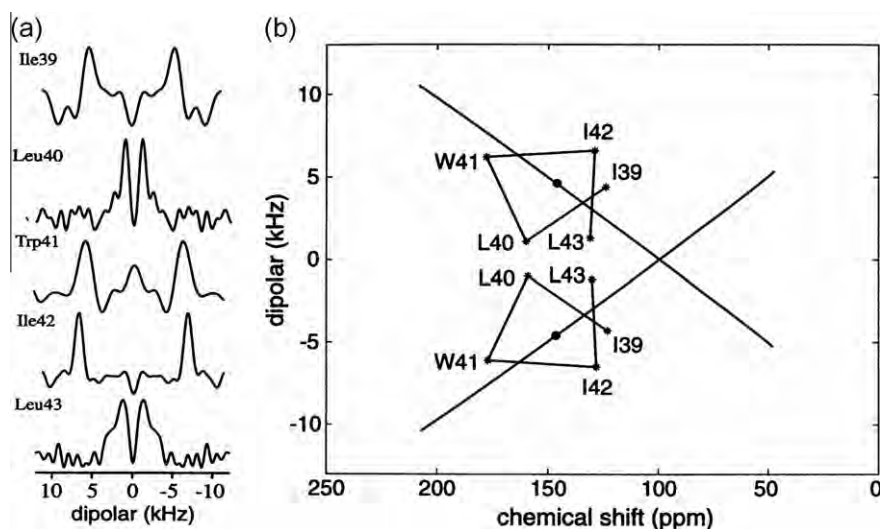 (a)
Ile39
Leu40
Trp41
Ile42
Leu43
10 5 0 -5 -10
dipolar (kHz)
(b)
10
5
0
-5
-10
dipolar (kHz)
I42
W41
I39
L40 L43
L40 L43
I39
W41
I42
250 200 150 100 50 0
chemical shift (ppm)